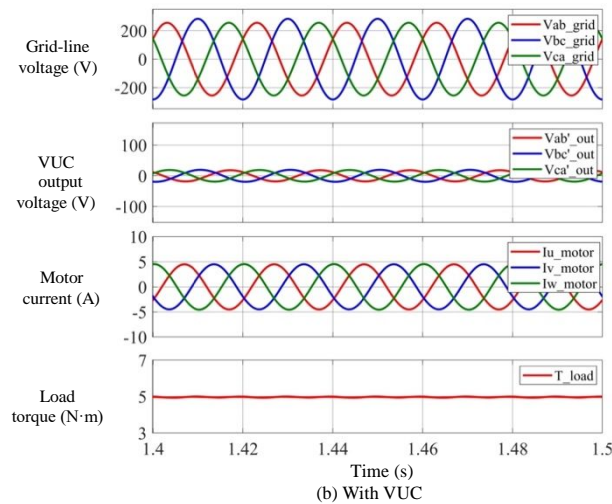 Grid-line
voltage (V)
200
0
-200
Vab_grid
Vbc_grid
Vca_grid
VUC
output
voltage (V)
100
0
-100
Vab'_out
Vbc'_out
Vca'_out
Motor
current (A)
10
5
0
-5
-10
Iu_motor
Iv_motor
Iw_motor
Load
torque (N·m)
7
5
3
T_load
1.4 1.42 1.44 1.46 1.48 1.5
Time (s)
(b) With VUC